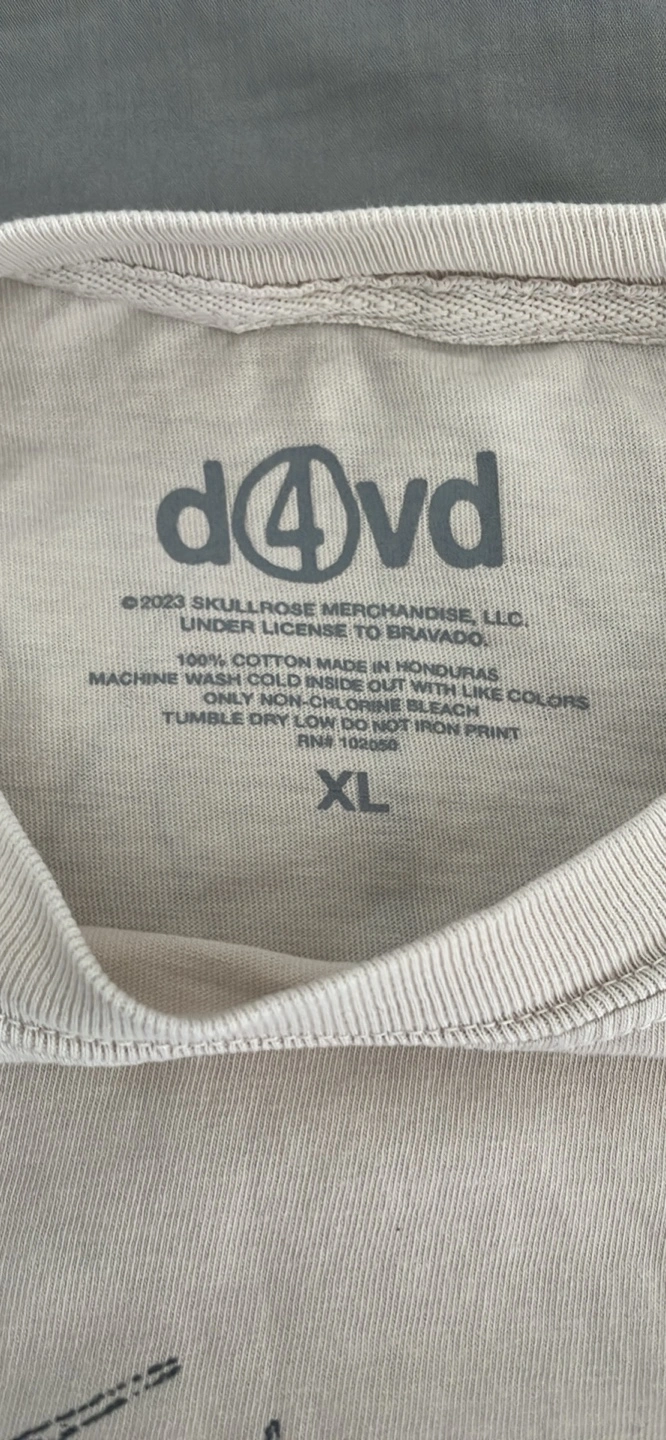 d4vd
©2023 SKULLROSE MERCHANDISE, LLC.
UNDER LICENSE TO BRAVADO.
100% COTTON MADE IN HONDURAS
MACHINE WASH COLD INSIDE OUT WITH LIKE COLORS
ONLY NON-CHLORINE BLEACH
TUMBLE DRY LOW DO NOT IRON PRINT
RN# 102050
XL